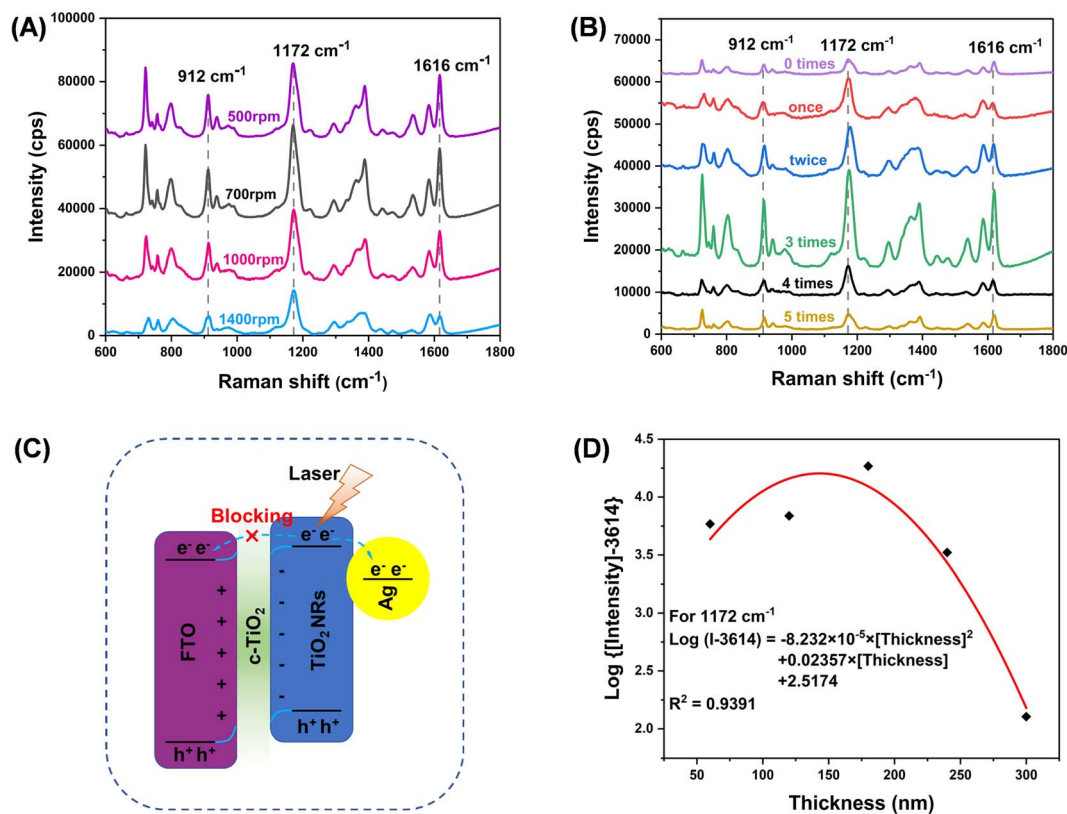 (A)
100000
80000
60000
40000
20000
0
Intensity (cps)
912 cm⁻¹
1172 cm⁻¹
1616 cm⁻¹
500rpm
700rpm
1000rpm
1400rpm
600 800 1000 1200 1400 1600 1800
Raman shift (cm⁻¹)
(B)
70000
60000
50000
40000
30000
20000
10000
0
Intensity (cps)
912 cm⁻¹
1172 cm⁻¹
1616 cm⁻¹
0 times
once
twice
3 times
4 times
5 times
600 800 1000 1200 1400 1600 1800
Raman shift (cm⁻¹)
(C)
Laser
Blocking
e⁻ e⁻
e⁻ e⁻
e⁻ e⁻
Ag
FTO
+
+
+
+
+
c-TiO₂
TiO₂ NRs
-
-
-
-
-
h⁺ h⁺
h⁺ h⁺
(D)
4.5
4.0
3.5
3.0
2.5
2.0
Log {[Intensity]-3614}
For 1172 cm⁻¹
Log (I-3614) = -8.232×10⁻⁵×[Thickness]²
+0.02357×[Thickness]
+2.5174
R² = 0.9391
50 100 150 200 250 300
Thickness (nm)